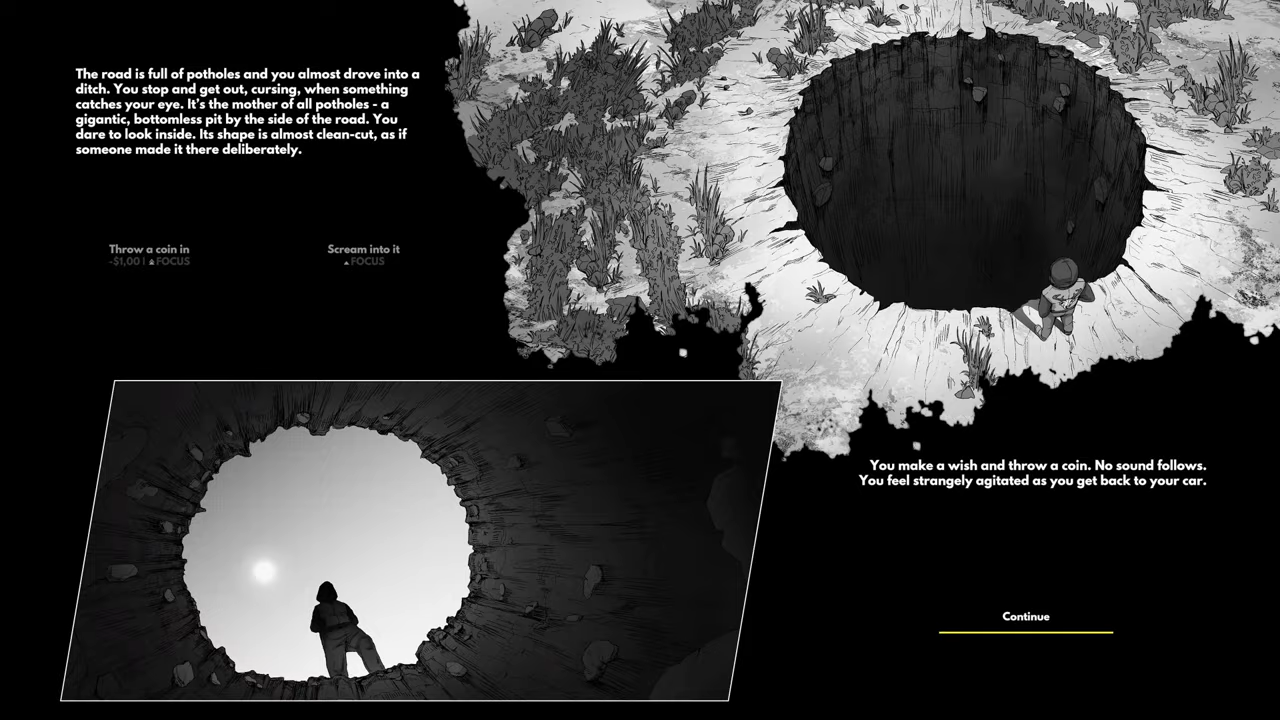 The road is full of potholes and you almost drove into a
ditch. You stop and get out, cursing, when something
catches your eye. It's the mother of all potholes - a
gigantic, bottomless pit by the side of the road. You
dare to look inside. Its shape is almost clean-cut, as if
someone made it there deliberately.
Throw a coin in
-$1,00 | FOCUS
Scream into it
FOCUS
You make a wish and throw a coin. No sound follows.
You feel strangely agitated as you get back to your car.
Continue